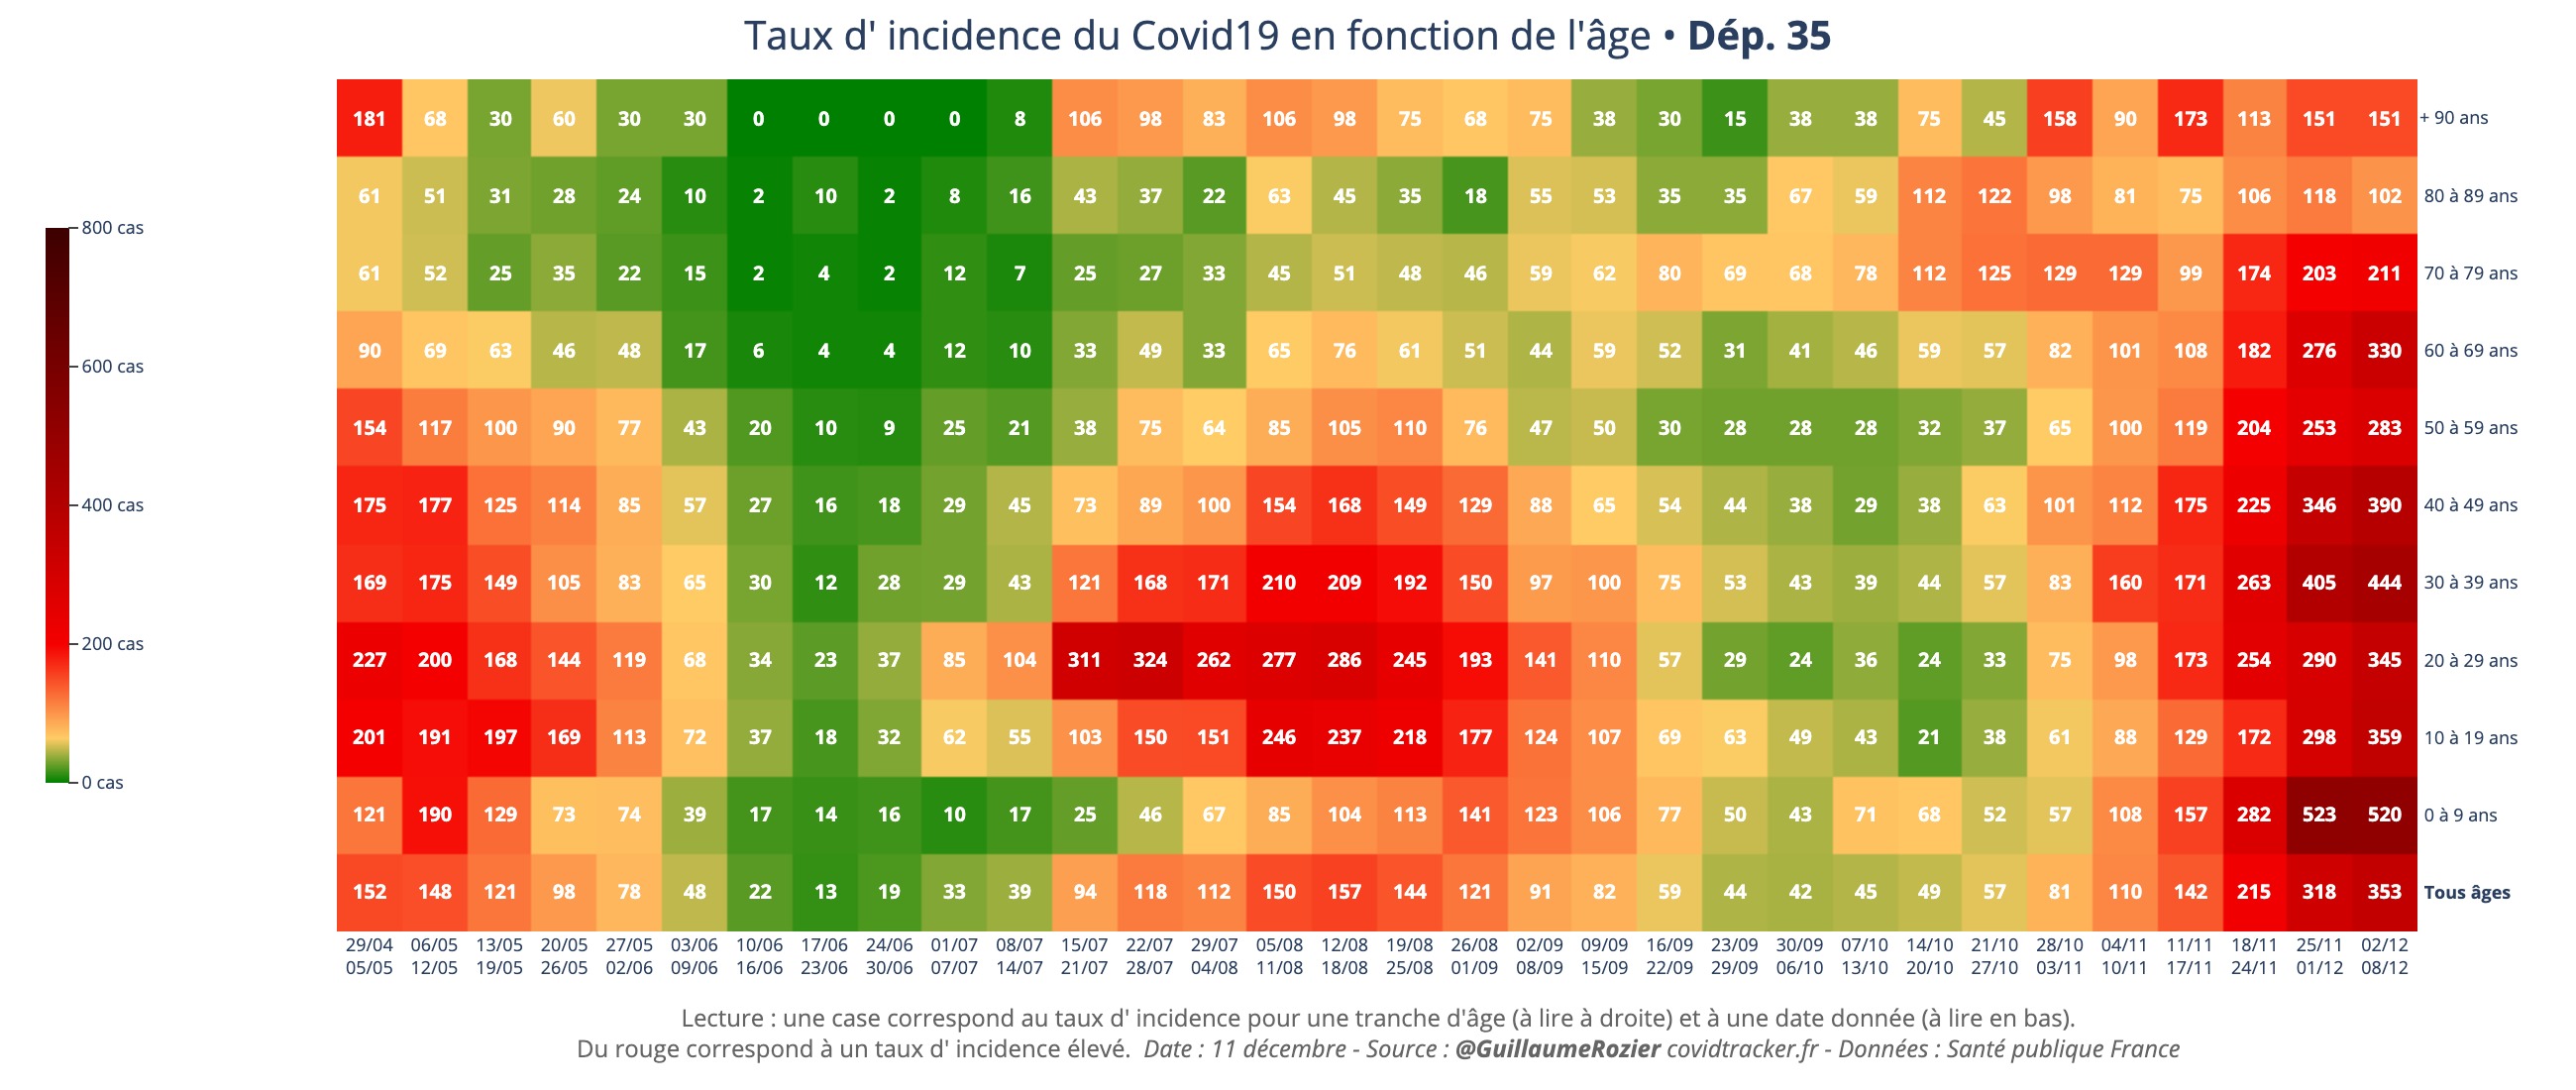 Taux d' incidence du Covid19 en fonction de l'âge • Dép. 35
181 68 30 60 30 30 0 0 0 0 8 106 98 83 106 98 75 68 75 38 30 15 38 38 75 45 158 90 173 113 151 151 + 90 ans
61 51 31 28 24 10 2 10 2 8 16 43 37 22 63 45 35 18 55 53 35 35 67 59 112 122 98 81 75 106 118 102 80 à 89 ans
800 cas
61 52 25 35 22 15 2 4 2 12 7 25 27 33 45 51 48 46 59 62 80 69 68 78 112 125 129 129 99 174 203 211 70 à 79 ans
90 69 63 46 48 17 6 4 4 12 10 33 49 33 65 76 61 51 44 59 52 31 41 46 59 57 82 101 108 182 276 330 60 à 69 ans
600 cas
154 117 100 90 77 43 20 10 9 25 21 38 75 64 85 105 110 76 47 50 30 28 28 28 32 37 65 100 119 204 253 283 50 à 59 ans
400 cas
175 177 125 114 85 57 27 16 18 29 45 73 89 100 154 168 149 129 88 65 54 44 38 29 38 63 101 112 175 225 346 390 40 à 49 ans
169 175 149 105 83 65 30 12 28 29 43 121 168 171 210 209 192 150 97 100 75 53 43 39 44 57 83 160 171 263 405 444 30 à 39 ans
200 cas
227 200 168 144 119 68 34 23 37 85 104 311 324 262 277 286 245 193 141 110 57 29 24 36 24 33 75 98 173 254 290 345 20 à 29 ans
201 191 197 169 113 72 37 18 32 62 55 103 150 151 246 237 218 177 124 107 69 63 49 43 21 38 61 88 129 172 298 359 10 à 19 ans
0 cas
121 190 129 73 74 39 17 14 16 10 17 25 46 67 85 104 113 141 123 106 77 50 43 71 68 52 57 108 157 282 523 520 0 à 9 ans
152 148 121 98 78 48 22 13 19 33 39 94 118 112 150 157 144 121 91 82 59 44 42 45 49 57 81 110 142 215 318 353 Tous âges
29/04 06/05 13/05 20/05 27/05 03/06 10/06 17/06 24/06 01/07 08/07 15/07 22/07 29/07 05/08 12/08 19/08 26/08 02/09 09/09 16/09 23/09 30/09 07/10 14/10 21/10 28/10 04/11 11/11 18/11 25/11 02/12
05/05 12/05 19/05 26/05 02/06 09/06 16/06 23/06 30/06 07/07 14/07 21/07 28/07 04/08 11/08 18/08 25/08 01/09 08/09 15/09 22/09 29/09 06/10 13/10 20/10 27/10 03/11 10/11 17/11 24/11 01/12 08/12
Lecture : une case correspond au taux d' incidence pour une tranche d'âge (à lire à droite) et à une date donnée (à lire en bas).
Du rouge correspond à un taux d' incidence élevé. Date : 11 décembre - Source : @GuillaumeRozier covidtracker.fr - Données : Santé publique France